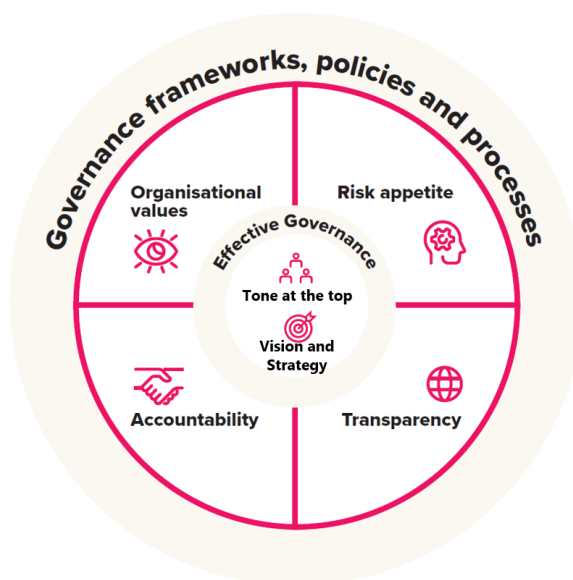 Governance frameworks, policies and processes
Organisational
values
Risk appetite
Effective Governance
Tone at the top
Vision and
Strategy
Accountability
Transparency